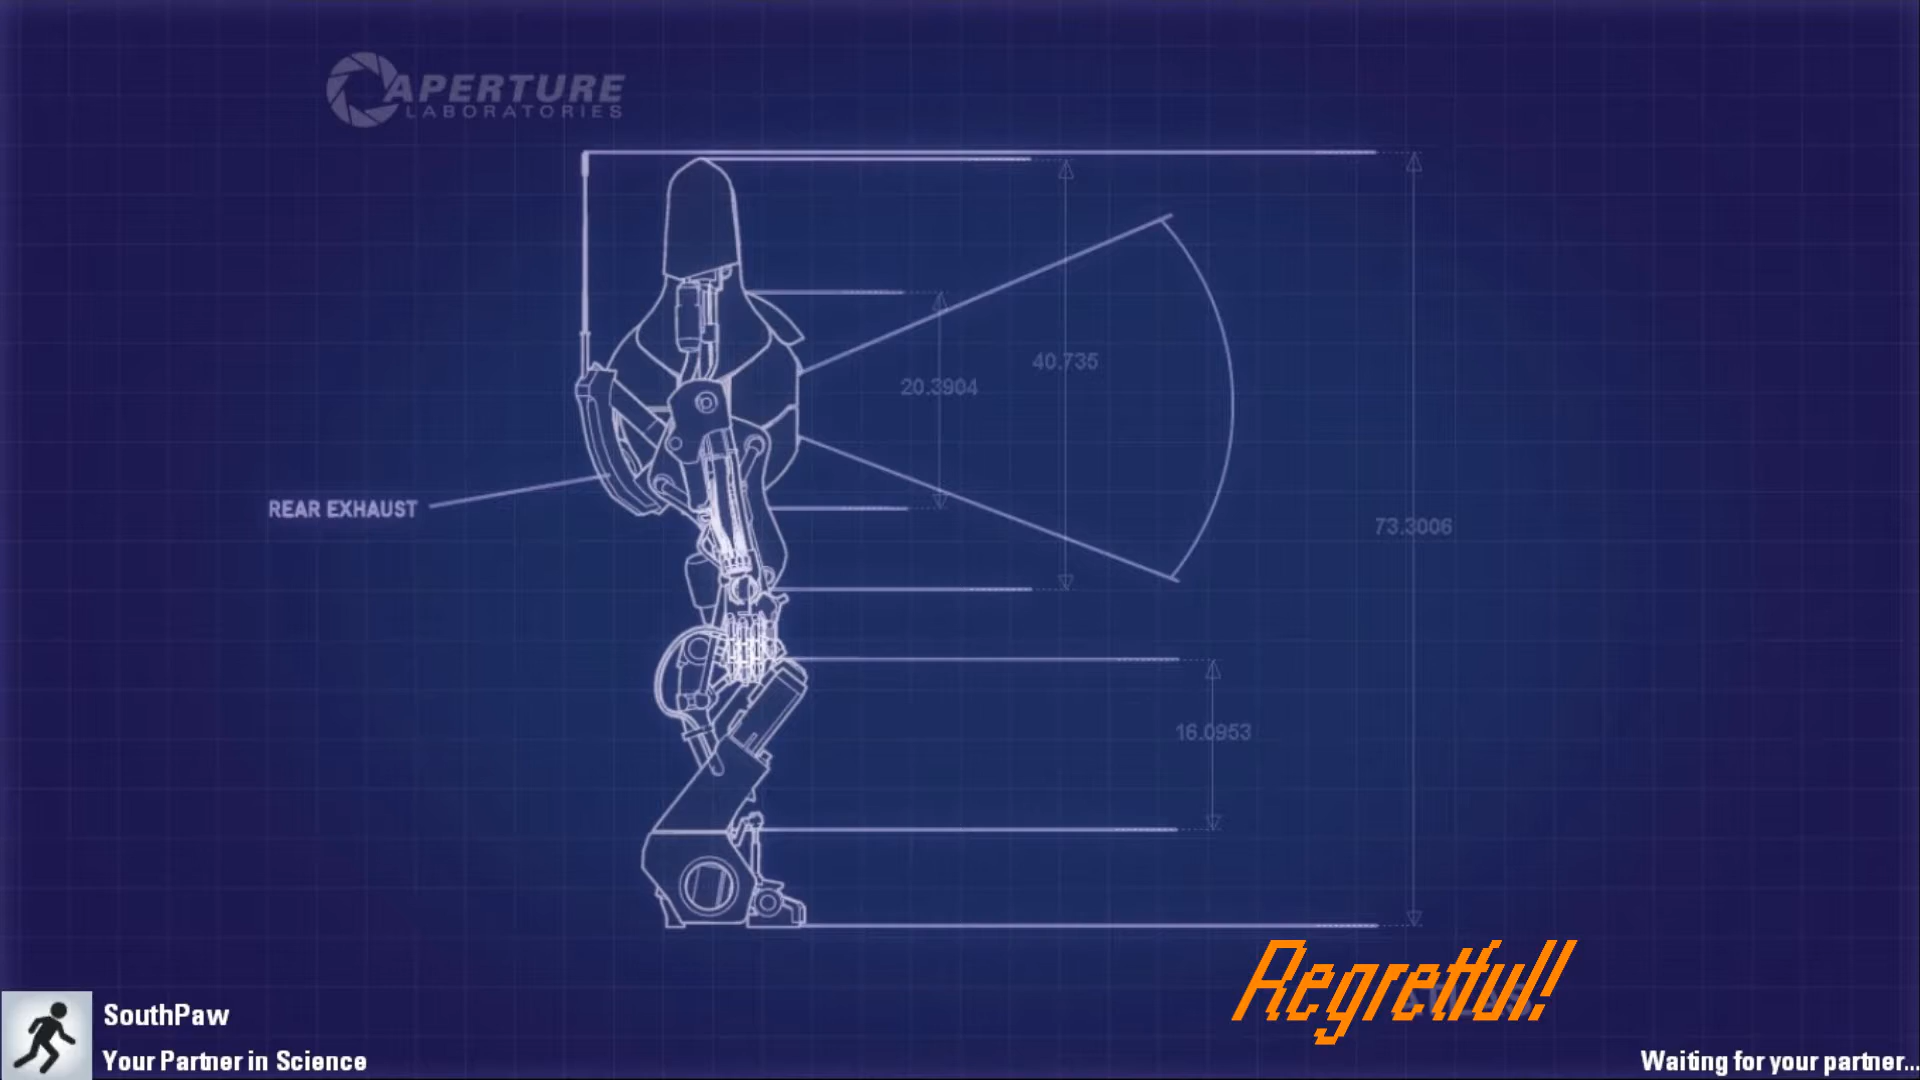 APERTURE
LABORATORIES
40.735
20.3904
REAR EXHAUST
73.3006
16.0953
Regretful!!
ATLAS
SouthPaw
Your Partner in Science
Waiting for your partner...